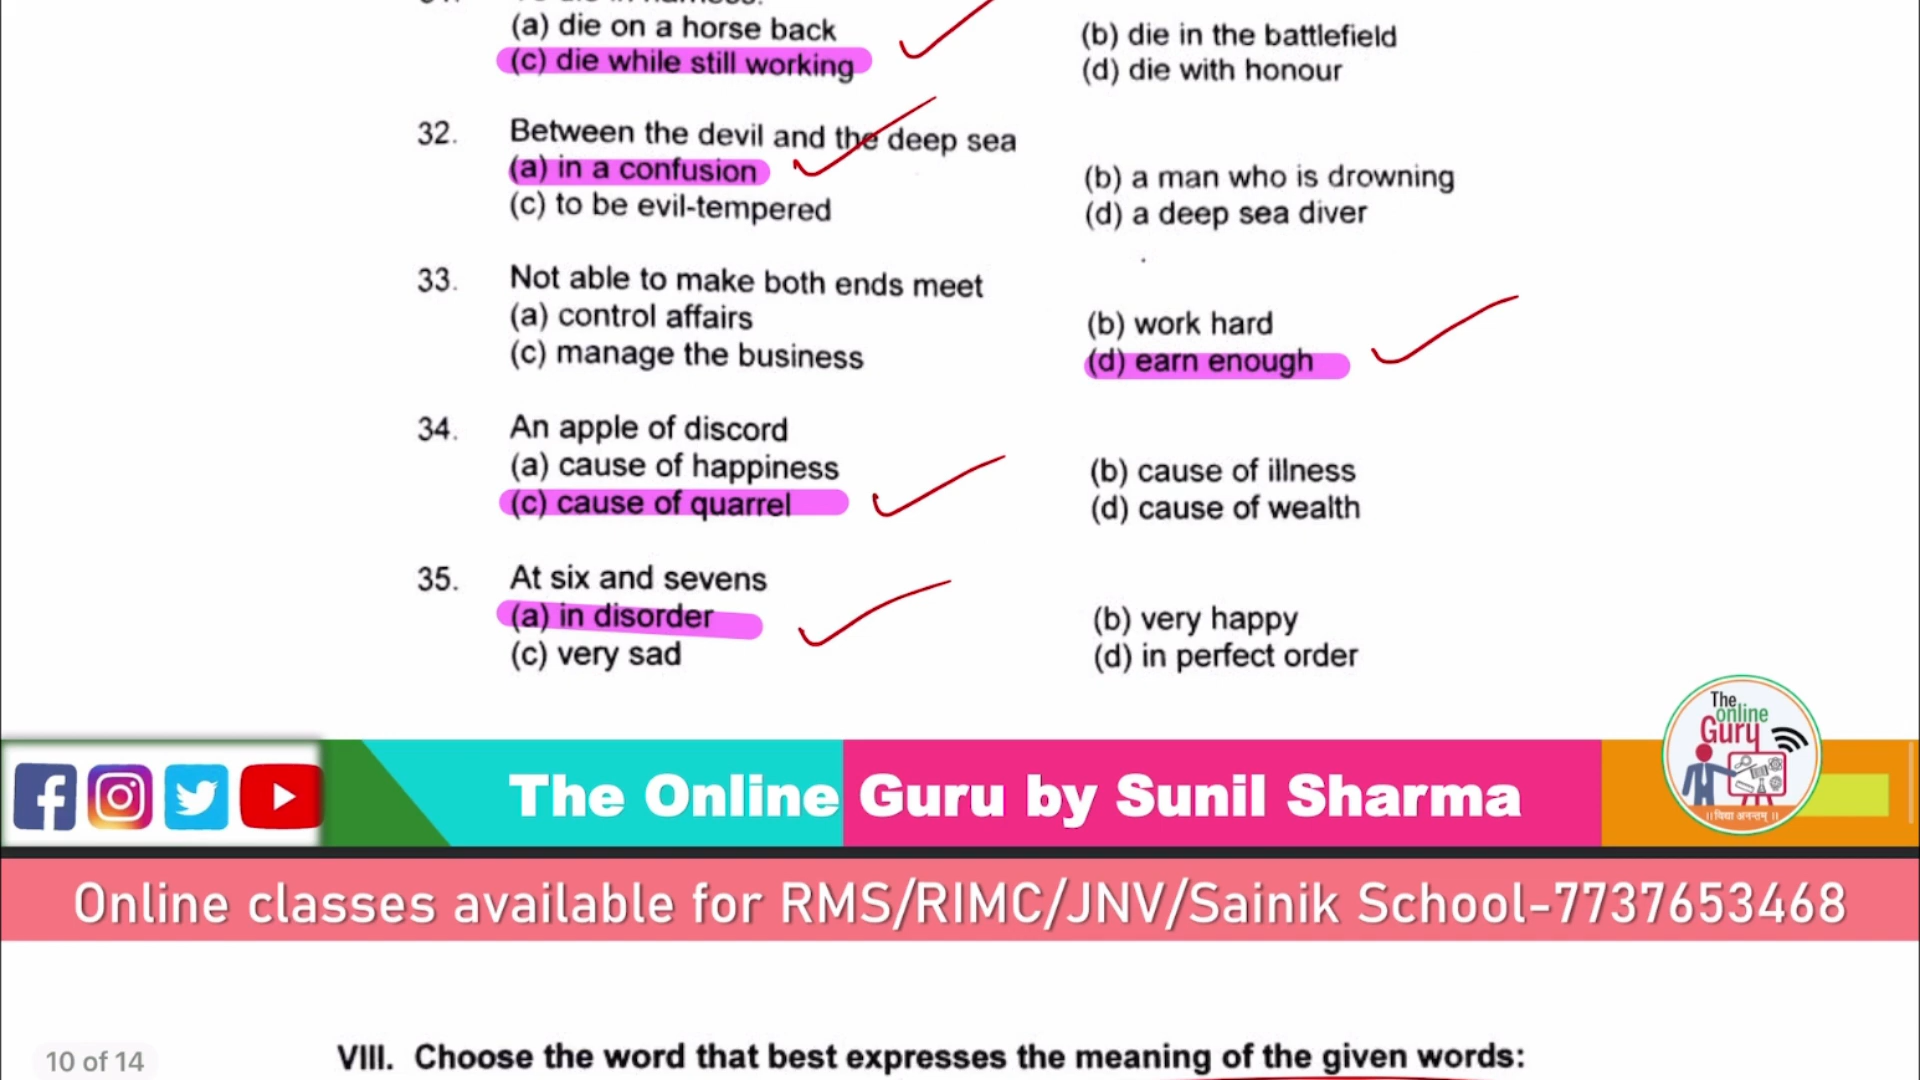 (a) die on a horse back
(b) die in the battlefield
(c) die while still working
(d) die with honour
32. Between the devil and the deep sea
(a) in a confusion
(b) a man who is drowning
(c) to be evil-tempered
(d) a deep sea diver
33. Not able to make both ends meet
(a) control affairs
(b) work hard
(c) manage the business
(d) earn enough
34. An apple of discord
(a) cause of happiness
(b) cause of illness
(c) cause of quarrel
(d) cause of wealth
35. At six and sevens
(a) in disorder
(b) very happy
(c) very sad
(d) in perfect order
The
online
Guru
।। विद्या अनन्तम् ।।
The Online Guru by Sunil Sharma
Online classes available for RMS/RIMC/JNV/Sainik School-7737653468
10 of 14
VIII. Choose the word that best expresses the meaning of the given words: